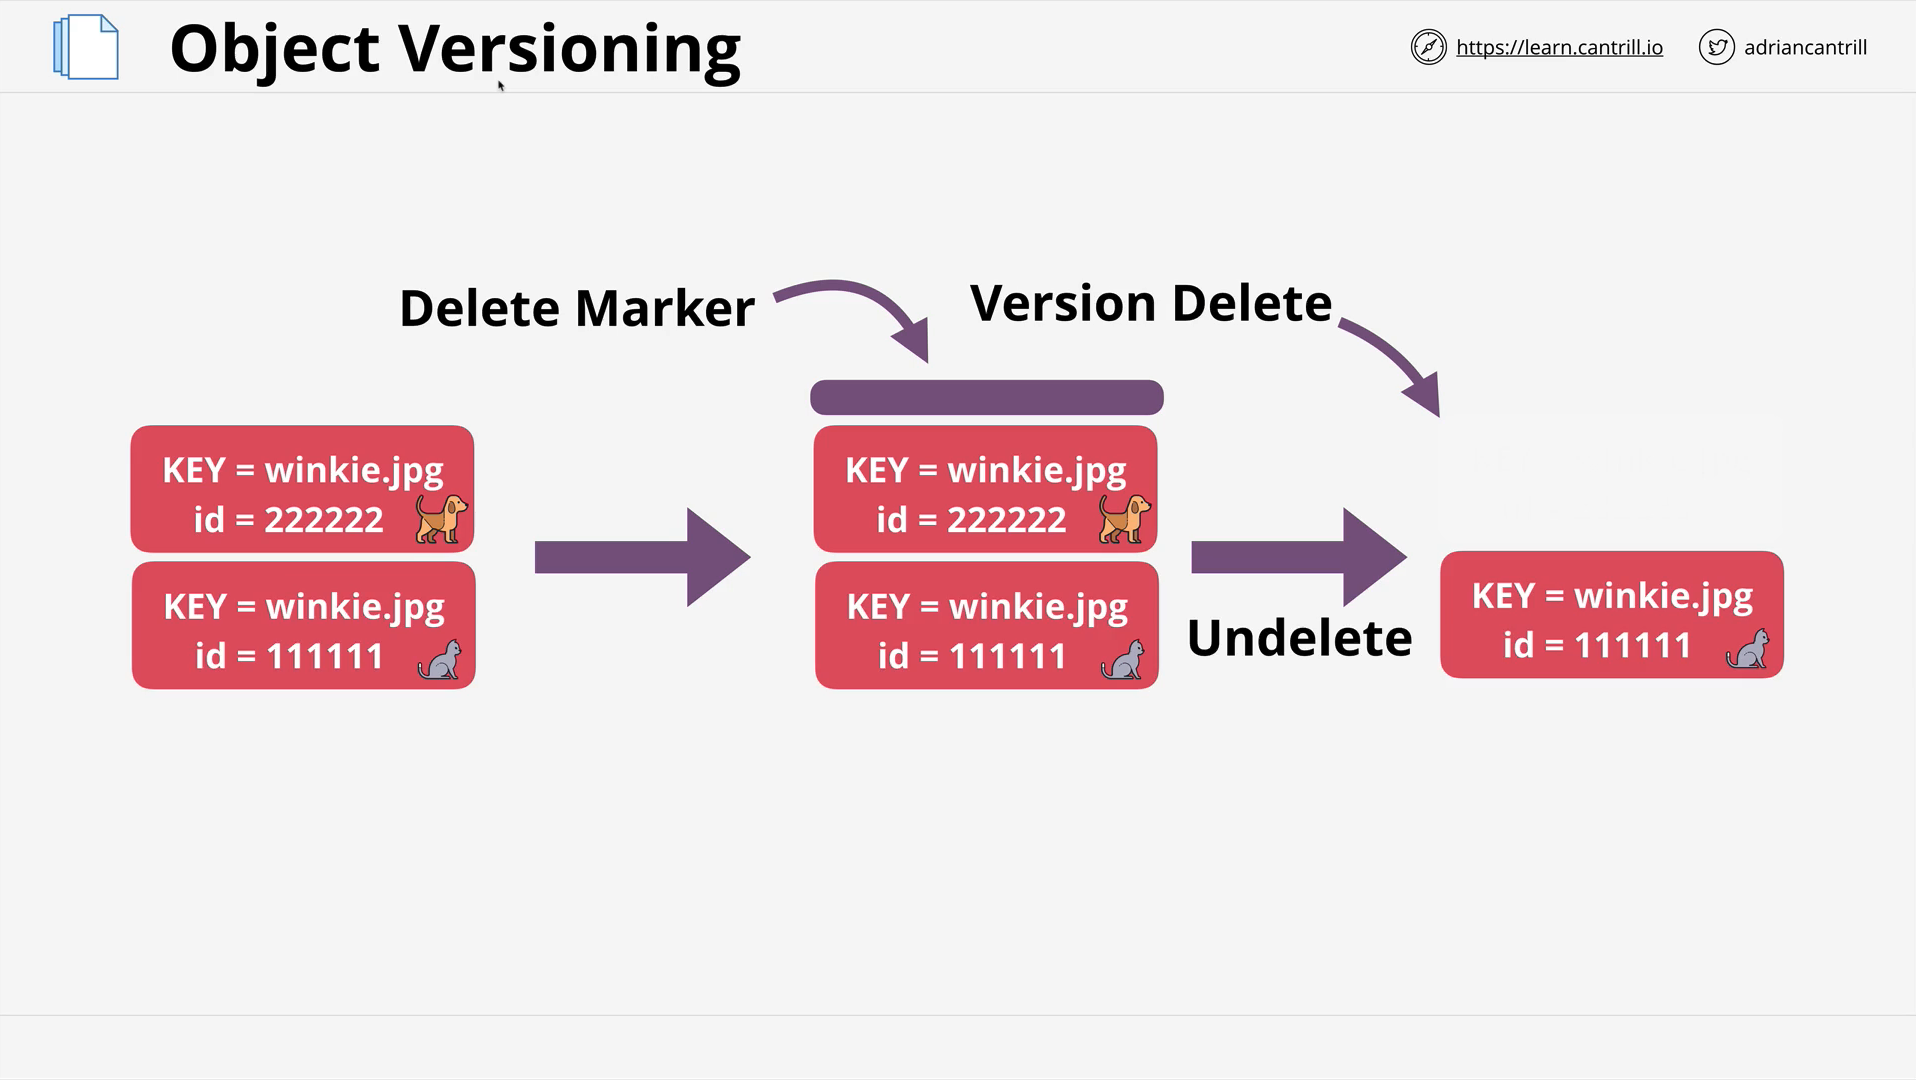 Object Versioning
https://learn.cantrill.io
adriancantrill
Delete Marker
Version Delete
KEY = winkie.jpg
id = 222222
KEY = winkie.jpg
id = 111111
KEY = winkie.jpg
id = 222222
KEY = winkie.jpg
id = 111111
Undelete
KEY = winkie.jpg
id = 111111